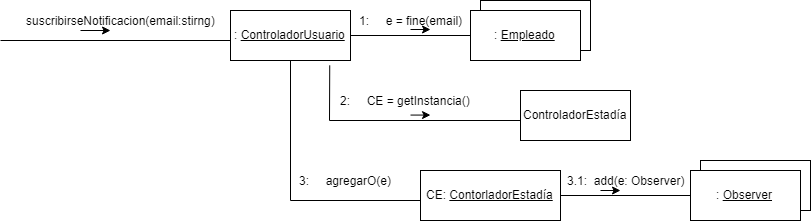 suscribirseNotificacion(email:stirng)
: ControladorUsuario
1: e = fine(email)
: Empleado
2: CE = getInstancia()
ControladorEstadía
3: agregarO(e)
CE: ContorladorEstadía
3.1: add(e: Observer)
: Observer